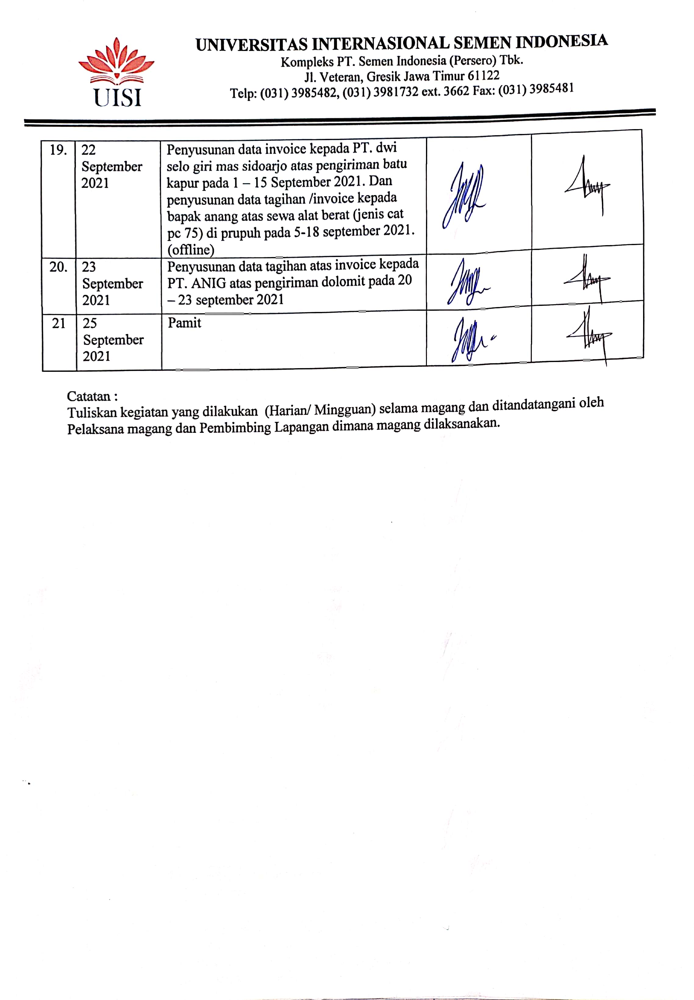 UNIVERSITAS INTERNASIONAL SEMEN INDONESIA
Kompleks PT. Semen Indonesia (Persero) Tbk.
Jl. Veteran, Gresik Jawa Timur 61122
Telp: (031) 3985482, (031) 3981732 ext. 3662 Fax: (031) 3985481
UISI
19.
22
September
2021
Penyusunan data invoice kepada PT. dwi
selo giri mas sidoarjo atas pengiriman batu
kapur pada 1 – 15 September 2021. Dan
penyusunan data tagihan /invoice kepada
bapak anang atas sewa alat berat (jenis cat
pc 75) di prupuh pada 5-18 september 2021.
(offline)
20.
23
September
2021
Penyusunan data tagihan atas invoice kepada
PT. ANIG atas pengiriman dolomit pada 20
– 23 september 2021
21
25
September
2021
Pamit
Catatan :
Tuliskan kegiatan yang dilakukan  (Harian/ Mingguan) selama magang dan ditandatangani oleh
Pelaksana magang dan Pembimbing Lapangan dimana magang dilaksanakan.